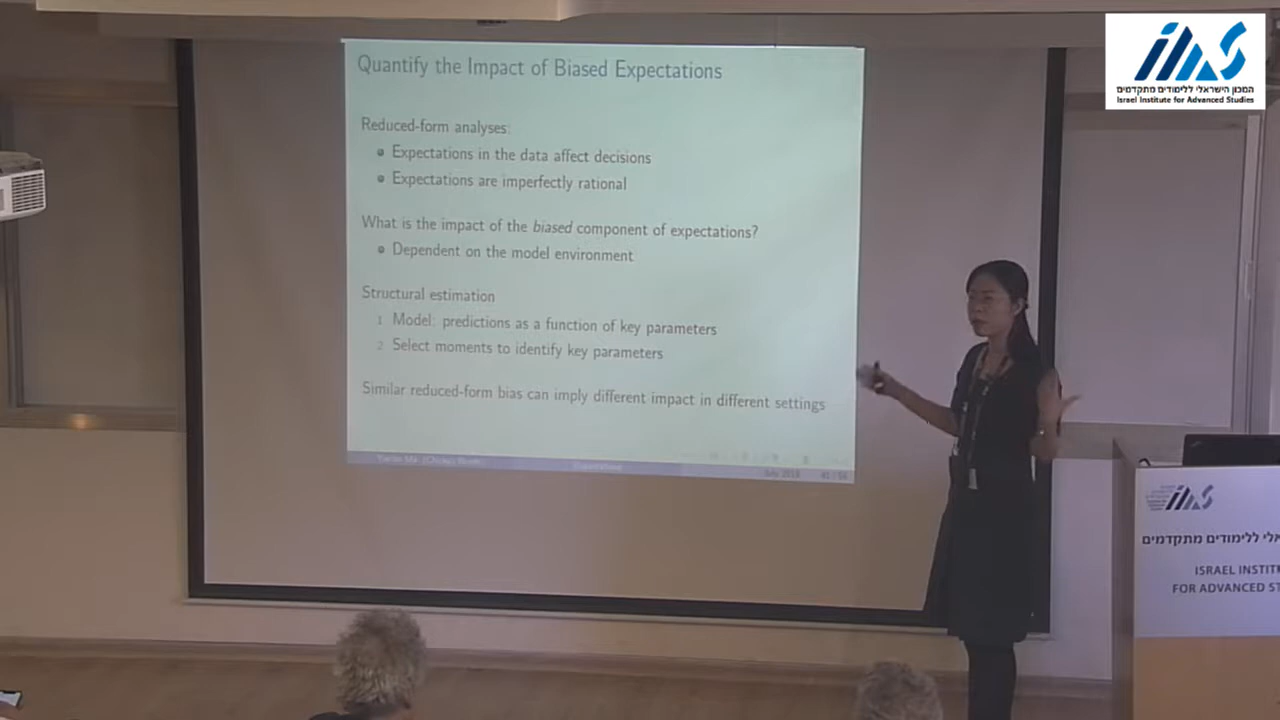 Quantify the Impact of Biased Expectations
Reduced-form analyses:
Expectations in the data affect decisions
Expectations are imperfectly rational
What is the impact of the biased component of expectations?
Dependent on the model environment
Structural estimation
1 Model: predictions as a function of key parameters
2 Select moments to identify key parameters
Similar reduced-form bias can imply different impact in different settings
Expectations
July 2019
המכון הישראלי ללימודים מתקדמים
Israel Institute for Advanced Studies
ללימודים מתקדמים
ISRAEL INSTIT
FOR ADVANCED ST